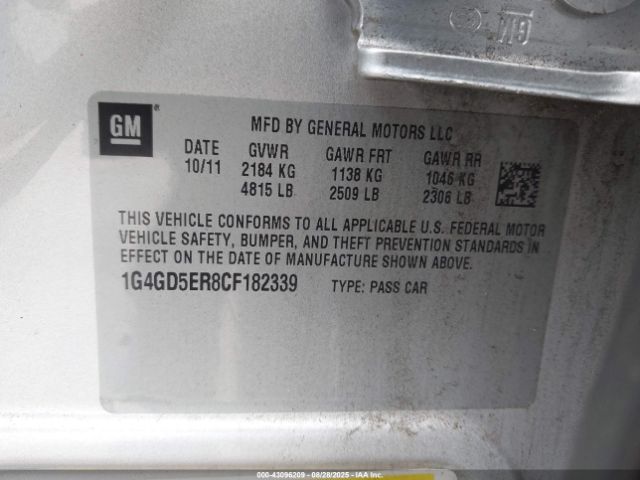 GM
GM ®
MFD BY GENERAL MOTORS LLC
DATE GVWR GAWR FRT GAWR RR
10/11 2184 KG 1138 KG 1046 KG
4815 LB 2509 LB 2306 LB
THIS VEHICLE CONFORMS TO ALL APPLICABLE U.S. FEDERAL MOTOR
VEHICLE SAFETY, BUMPER, AND THEFT PREVENTION STANDARDS IN
EFFECT ON THE DATE OF MANUFACTURE SHOWN ABOVE.
1G4GD5ER8CF182339 TYPE: PASS CAR
000-43096209 - 08/28/2025 - IAAI.COM